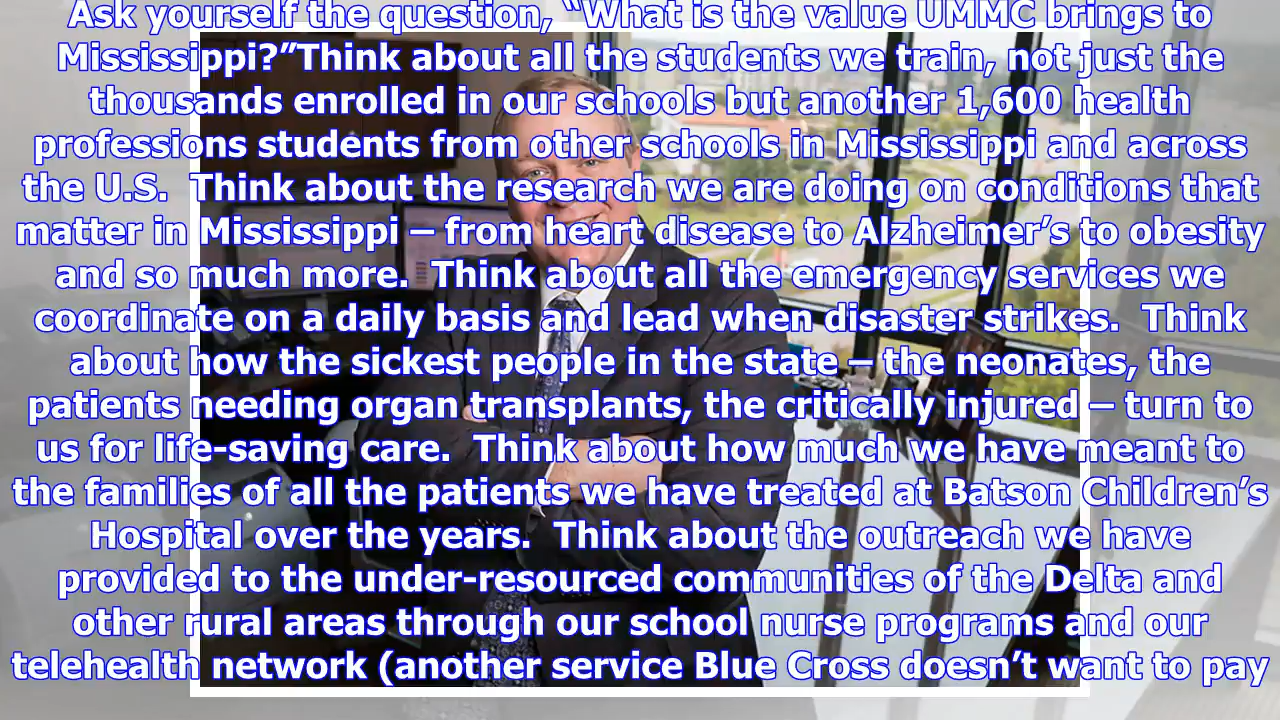 Ask yourself the question, “What is the value UMMC brings to
Mississippi?”Think about all the students we train, not just the
thousands enrolled in our schools but another 1,600 health
professions students from other schools in Mississippi and across
the U.S.  Think about the research we are doing on conditions that
matter in Mississippi – from heart disease to Alzheimer’s to obesity
and so much more.  Think about all the emergency services we
coordinate on a daily basis and lead when disaster strikes.  Think
about how the sickest people in the state – the neonates, the
patients needing organ transplants, the critically injured – turn to
us for life-saving care.  Think about how much we have meant to
the families of all the patients we have treated at Batson Children’s
Hospital over the years.  Think about the outreach we have
provided to the under-resourced communities of the Delta and
other rural areas through our school nurse programs and our
telehealth network (another service Blue Cross doesn’t want to pay